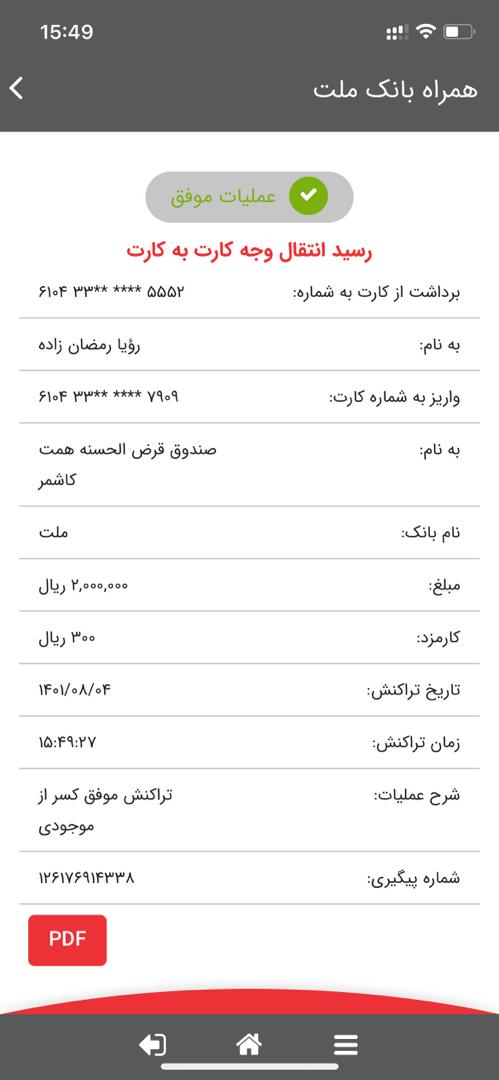 15:49
همراه بانک ملت
عملیات موفق
رسید انتقال وجه کارت به کارت
برداشت از کارت به شماره: ۶۱۰۴ ۳۳** **** ۵۵۵۲
به نام: رؤیا رمضان زاده
واریز به شماره کارت: ۶۱۰۴ ۳۳** **** ۷۹۰۹
به نام: صندوق قرض الحسنه همت
کاشمر
نام بانک: ملت
مبلغ: ۲,۰۰۰,۰۰۰ ریال
کارمزد: ۳۰۰ ریال
تاریخ تراکنش: ۱۴۰۱/۰۸/۰۴
زمان تراکنش: ۱۵:۴۹:۲۷
شرح عملیات: تراکنش موفق کسر از
موجودی
شماره پیگیری: ۱۲۶۱۷۶۹۱۴۳۳۸
PDF